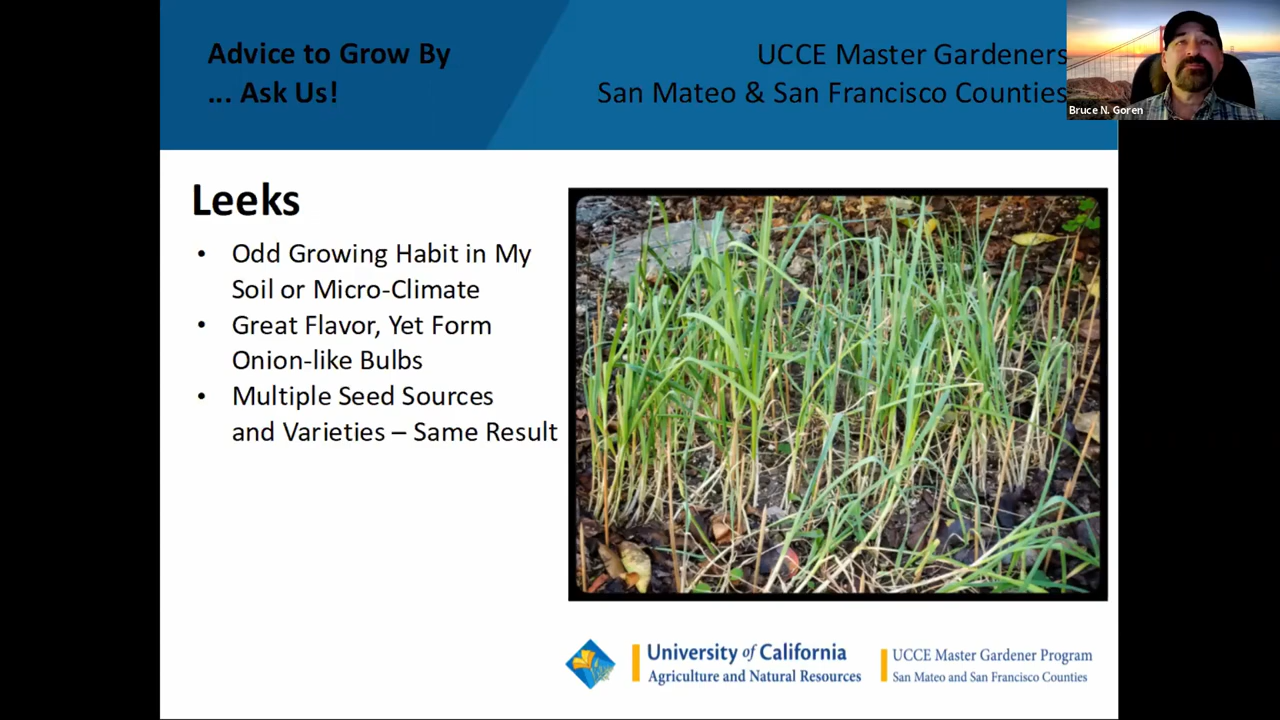 Advice to Grow By
... Ask Us!
UCCE Master Gardeners
San Mateo & San Francisco Counties
Bruce N. Goren
Leeks
• Odd Growing Habit in My
Soil or Micro-Climate
• Great Flavor, Yet Form
Onion-like Bulbs
• Multiple Seed Sources
and Varieties – Same Result
University of California
Agriculture and Natural Resources
UCCE Master Gardener Program
San Mateo and San Francisco Counties